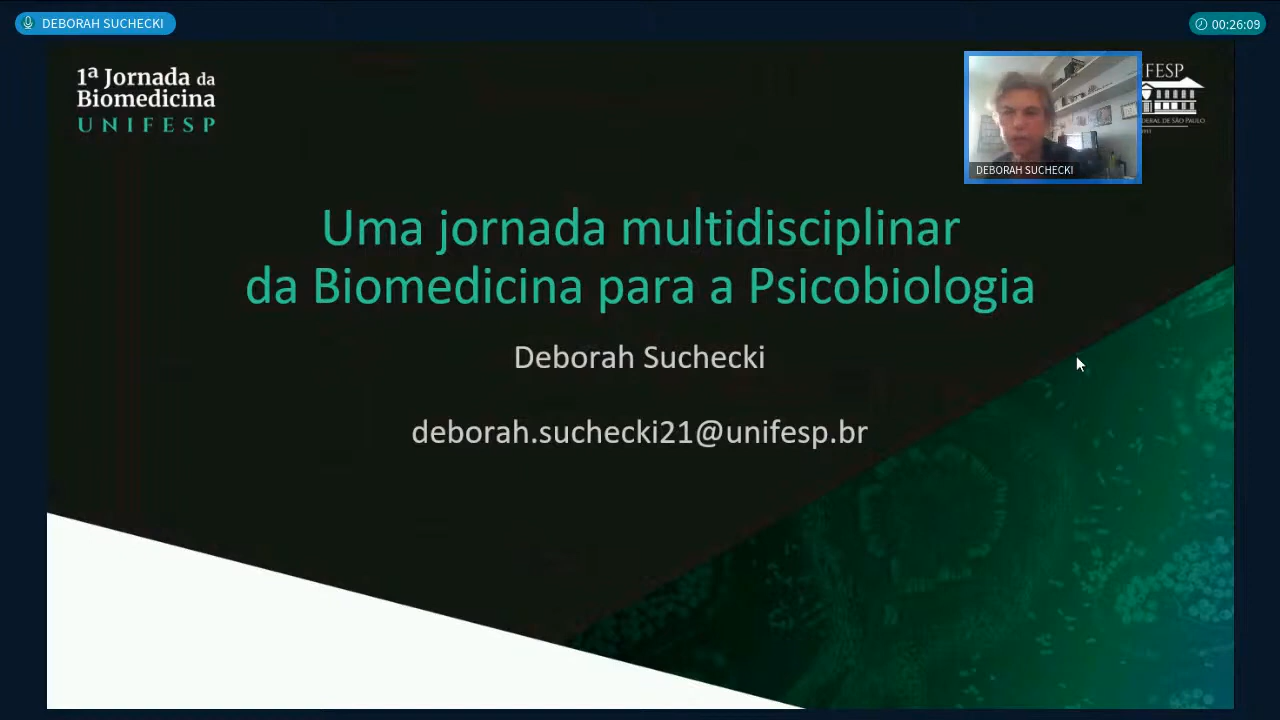 DEBORAH SUCHECKI
00:26:09
1ª Jornada da
Biomedicina
UNIFESP
DEBORAH SUCHECKI
Uma jornada multidisciplinar
da Biomedicina para a Psicobiologia
Deborah Suchecki
deborah.suchecki21@unifesp.br